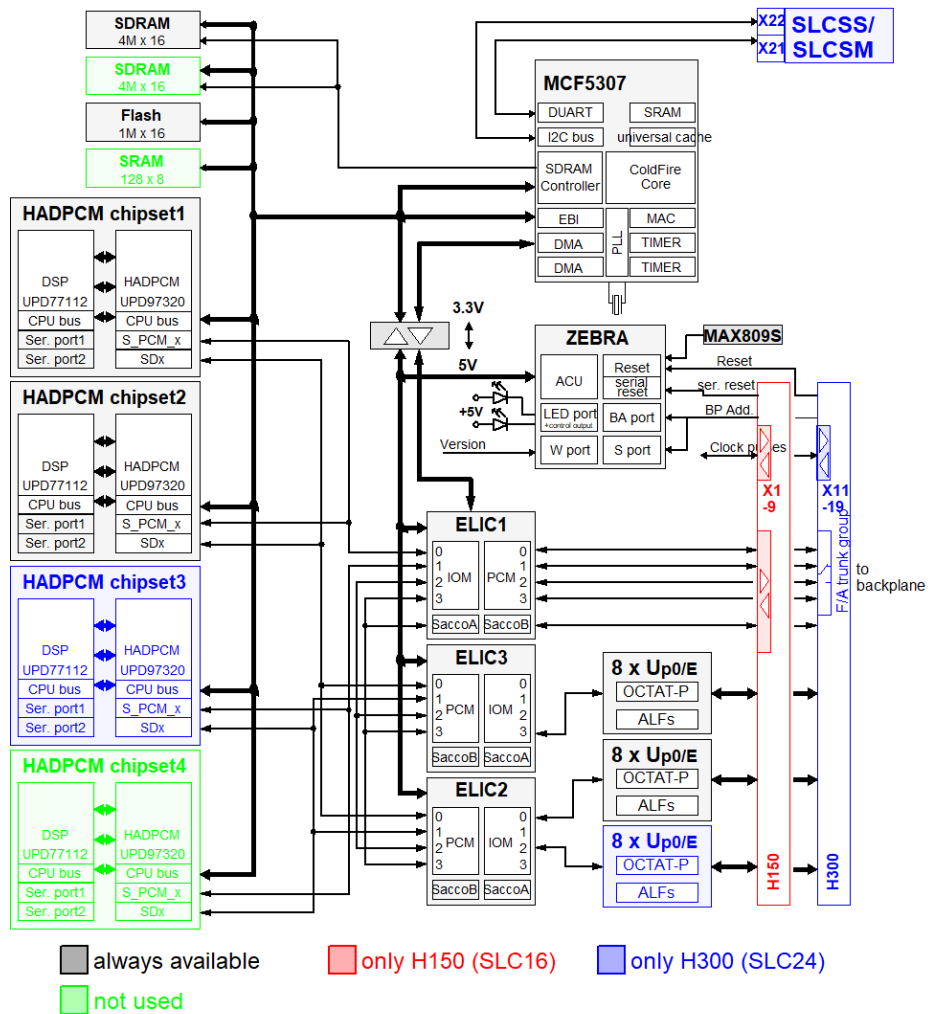 SDRAM
4M x 16
SDRAM
4M x 16
Flash
1M x 16
SRAM
128 x 8
X22
X21
SLCSS/
SLCSM
MCF5307
DUART
SRAM
I2C bus
universal cache
SDRAM
Controller
ColdFire
Core
EBI
MAC
DMA
TIMER
DMA
TIMER
PLL
HADPCM chipset1
DSP
UPD77112
HADPCM
UPD97320
CPU bus
CPU bus
Ser. port1
S_PCM_x
Ser. port2
SDx
3.3V
5V
+5V
Version
ZEBRA
ACU
Reset
serial
reset
LED port
+control output
BA port
W port
S port
MAX809S
Reset
ser. reset
BP Add.
Clock pulses
HADPCM chipset2
DSP
UPD77112
HADPCM
UPD97320
CPU bus
CPU bus
Ser. port1
S_PCM_x
Ser. port2
SDx
X1
-9
X11
-19
F/A trunk group
to
backplane
ELIC1
0
1
2
3
IOM
PCM
0
1
2
3
SaccoA
SaccoB
HADPCM chipset3
DSP
UPD77112
HADPCM
UPD97320
CPU bus
CPU bus
Ser. port1
S_PCM_x
Ser. port2
SDx
ELIC3
0
1
2
3
PCM
IOM
0
1
2
3
SaccoB
SaccoA
8 x Up0/E
OCTAT-P
ALFs
HADPCM chipset4
DSP
UPD77112
HADPCM
UPD97320
CPU bus
CPU bus
Ser. port1
S_PCM_x
Ser. port2
SDx
ELIC2
0
1
2
3
PCM
IOM
0
1
2
3
SaccoB
SaccoA
8 x Up0/E
OCTAT-P
ALFs
8 x Up0/E
OCTAT-P
ALFs
H150
H300
always available
only H150 (SLC16)
only H300 (SLC24)
not used